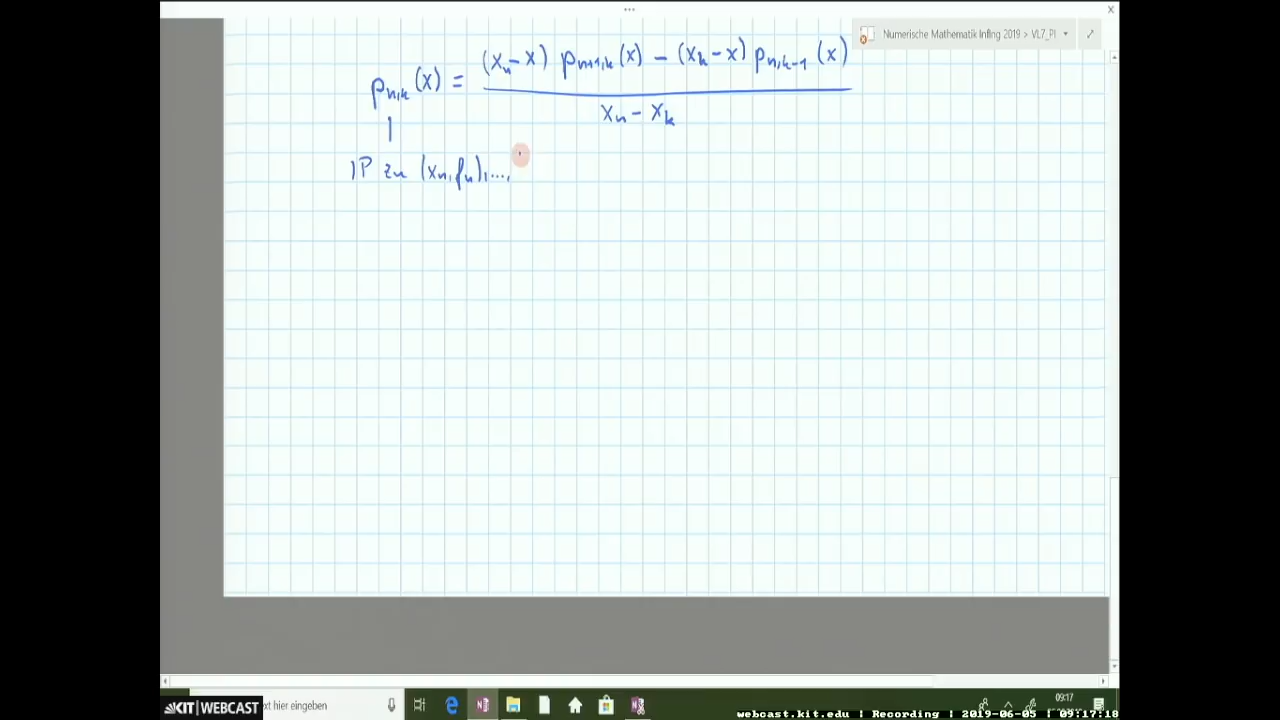 Numerische Mathematik InfIng 2019 > VL7_PI
p_{n,k}(x) = \frac{(x_n - x) p_{n+1,k}(x) - (x_k - x) p_{n,k-1}(x)}{x_n - x_k}
IP zu (x_n, f_n), ...,
KIT | WEBCAST
xt hier eingeben
09:17
webcast.kit.edu | Recording | 2019-06-05 | 09:17:18